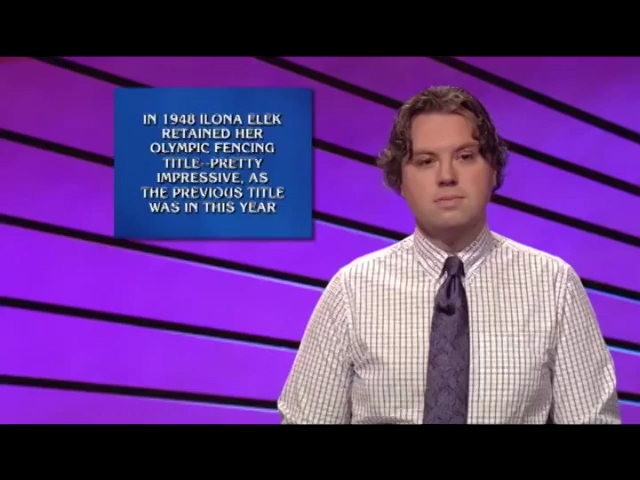 IN 1948 ILONA ELEK
RETAINED HER
OLYMPIC FENCING
TITLE--PRETTY
IMPRESSIVE, AS
THE PREVIOUS TITLE
WAS IN THIS YEAR